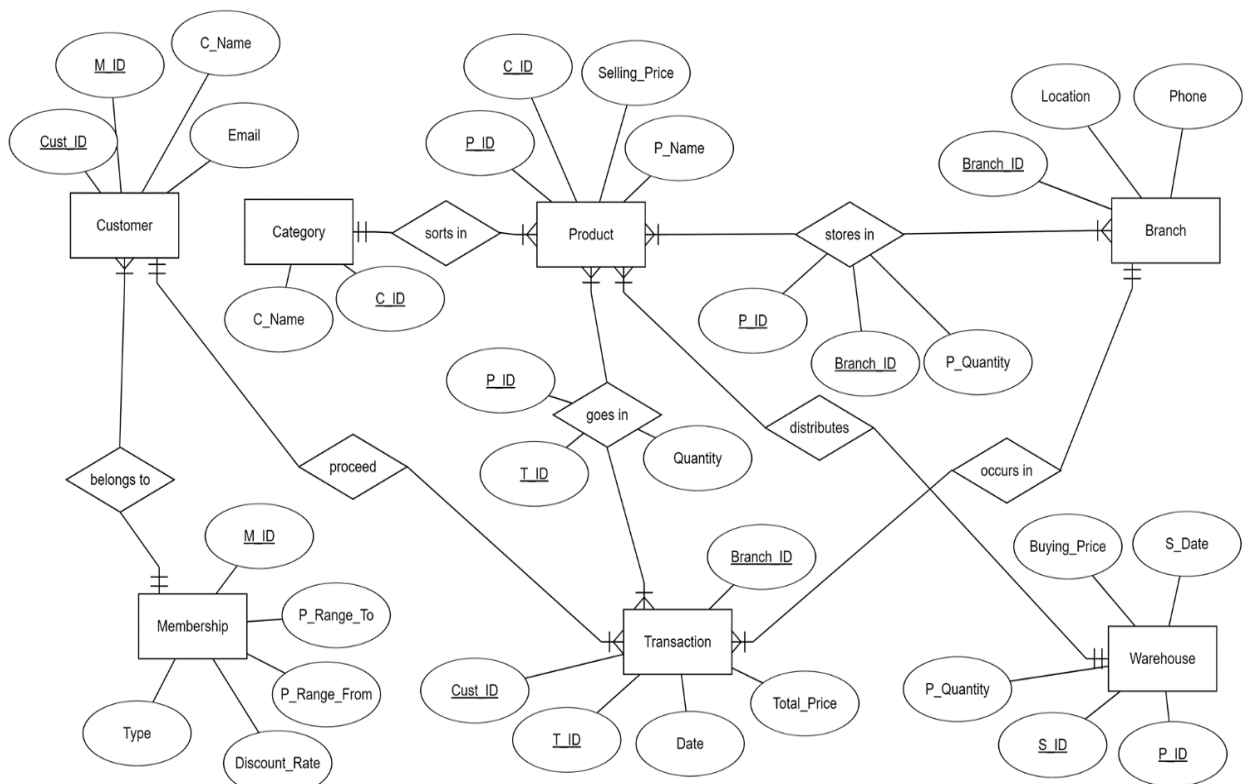 C_Name
M_ID
Cust_ID
Email
Customer
C_ID
Selling_Price
P_ID
P_Name
Category
sorts in
Product
C_Name
C_ID
Location
Phone
Branch_ID
stores in
Branch
P_ID
Branch_ID
P_Quantity
P_ID
goes in
T_ID
Quantity
distributes
occurs in
belongs to
proceed
M_ID
P_Range_To
Membership
P_Range_From
Type
Discount_Rate
Branch_ID
Transaction
Cust_ID
T_ID
Date
Total_Price
Buying_Price
S_Date
Warehouse
P_Quantity
S_ID
P_ID